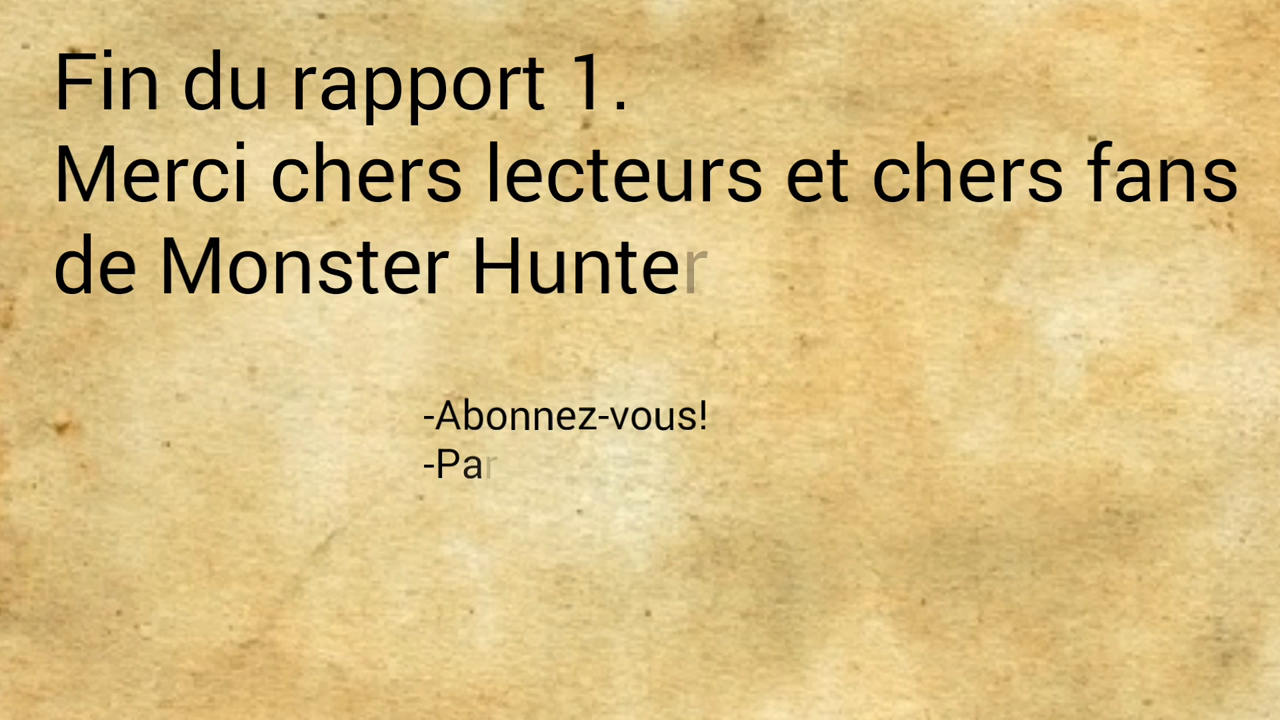 Fin du rapport 1.
Merci chers lecteurs et chers fans
de Monster Hunter
-Abonnez-vous!
-Par